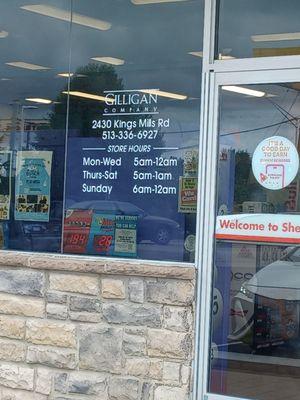 GILLIGAN
COMPANY
2430 Kings Mills Rd
513-336-6927
STORE HOURS
Mon-Wed 5am-12am
Thurs-Sat 5am-1am
Sunday 6am-12am
IT'S A
GOOD DAY
TO EARN
Welcome to She